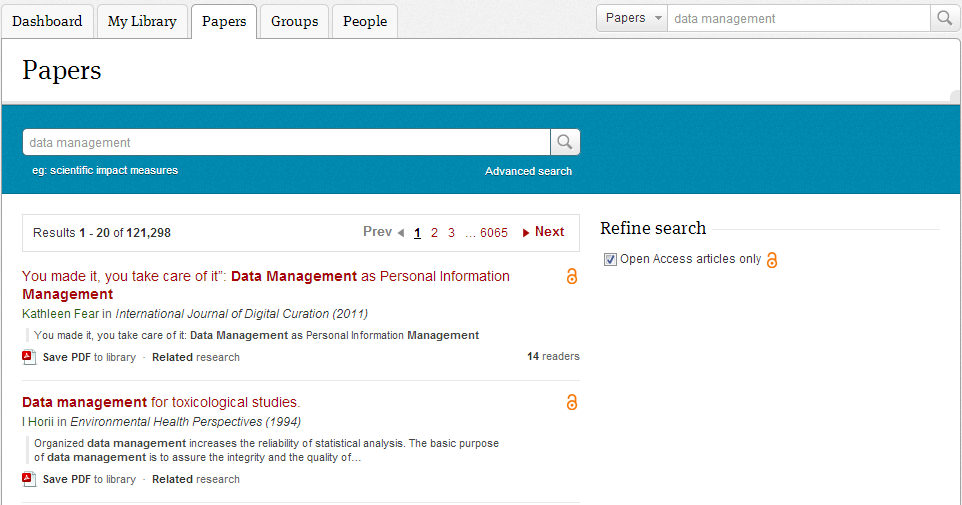 Dashboard My Library Papers Groups People Papers data management
Papers
data management
eg: scientific impact measures Advanced search
Results 1 - 20 of 121,298 Prev 1 2 3 ... 6065 Next
Refine search
Open Access articles only
You made it, you take care of it”: Data Management as Personal Information
Management
Kathleen Fear in International Journal of Digital Curation (2011)
You made it, you take care of it: Data Management as Personal Information Management
Save PDF to library · Related research 14 readers
Data management for toxicological studies.
I Horii in Environmental Health Perspectives (1994)
Organized data management increases the reliability of statistical analysis. The basic purpose
of data management is to assure the integrity and the quality of…
Save PDF to library · Related research